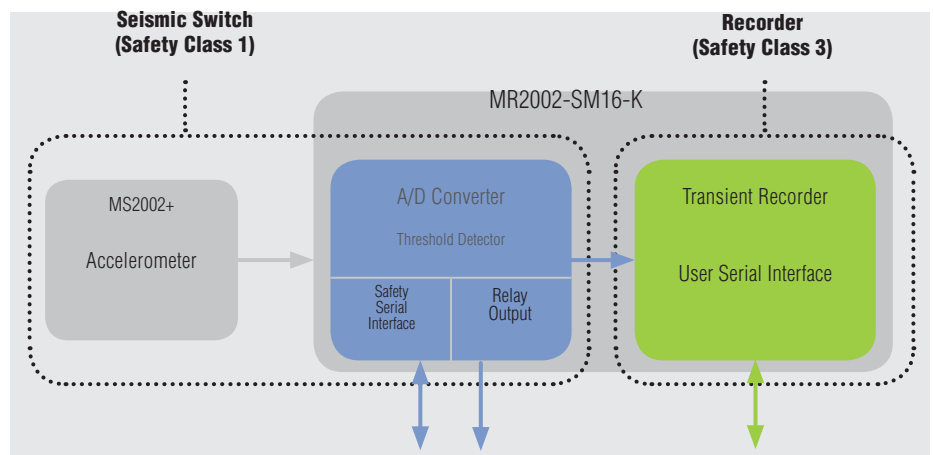 Seismic Switch
(Safety Class 1)
Recorder
(Safety Class 3)
MR2002-SM16-K
MS2002+
Accelerometer
A/D Converter
Threshold Detector
Safety
Serial
Interface
Relay
Output
Transient Recorder
User Serial Interface